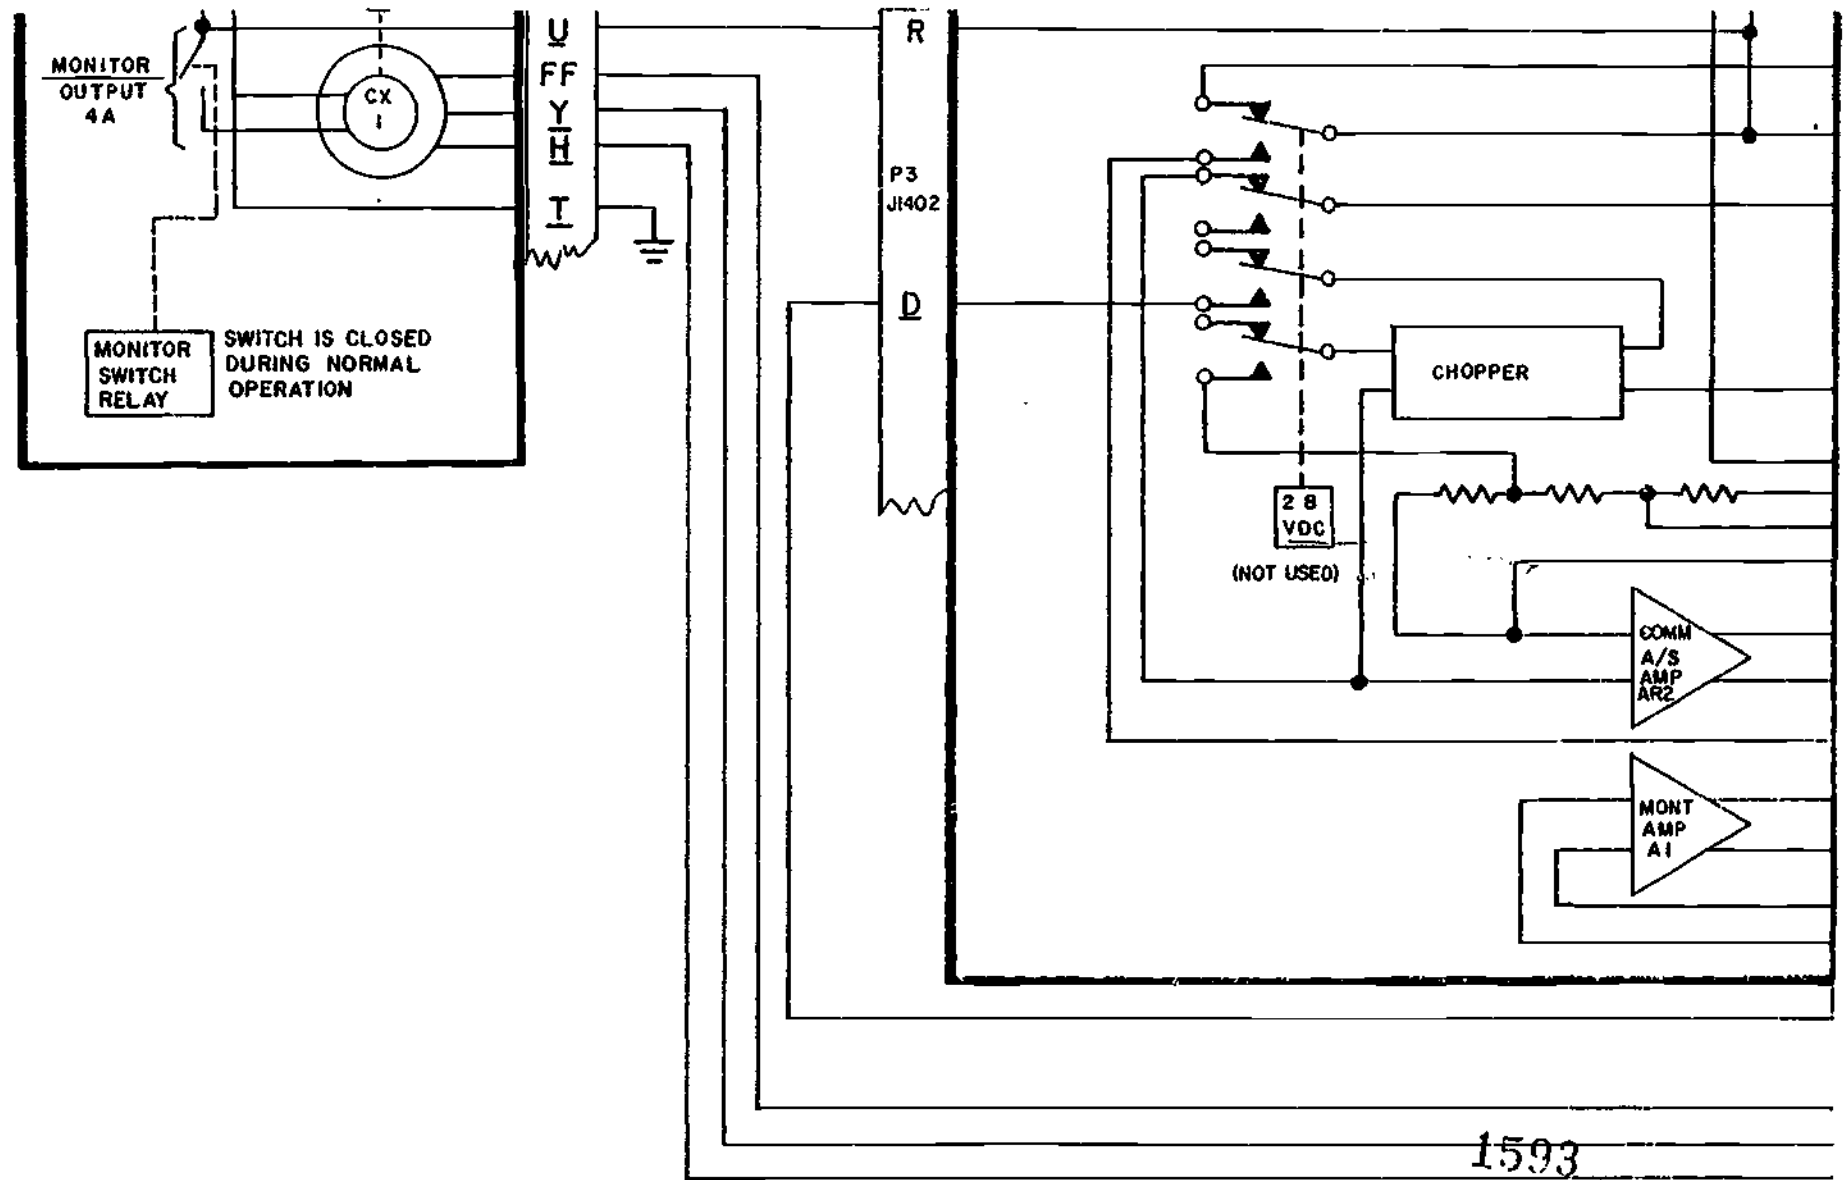 MONITOR
OUTPUT
4A
CX
1
U
FF
Y
H
T
MONITOR
SWITCH
RELAY
SWITCH IS CLOSED
DURING NORMAL
OPERATION
R
P3
J1402
D
CHOPPER
28
VDC
(NOT USED)
COMM
A/S
AMP
AR2
MONT
AMP
A1
1593